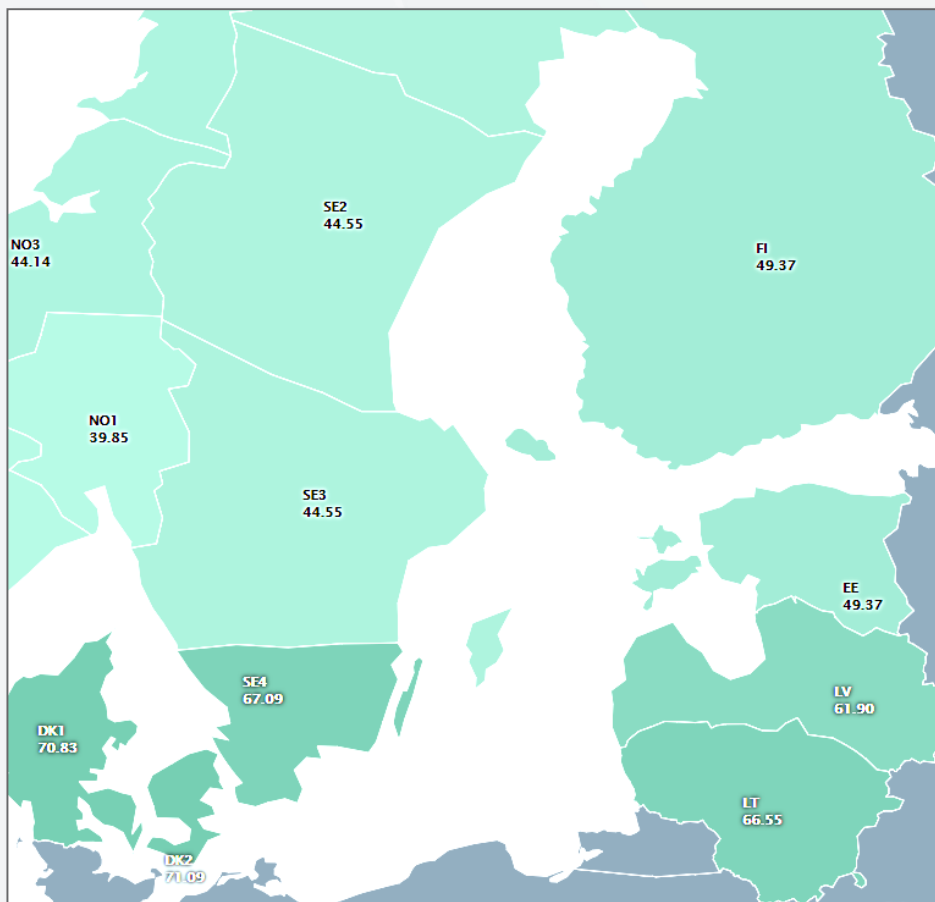 SE2
44.55
NO3
44.14
FI
49.37
NO1
39.85
SE3
44.55
EE
49.37
SE4
67.09
LV
61.90
DK1
70.83
LT
66.55
DK2
71.09